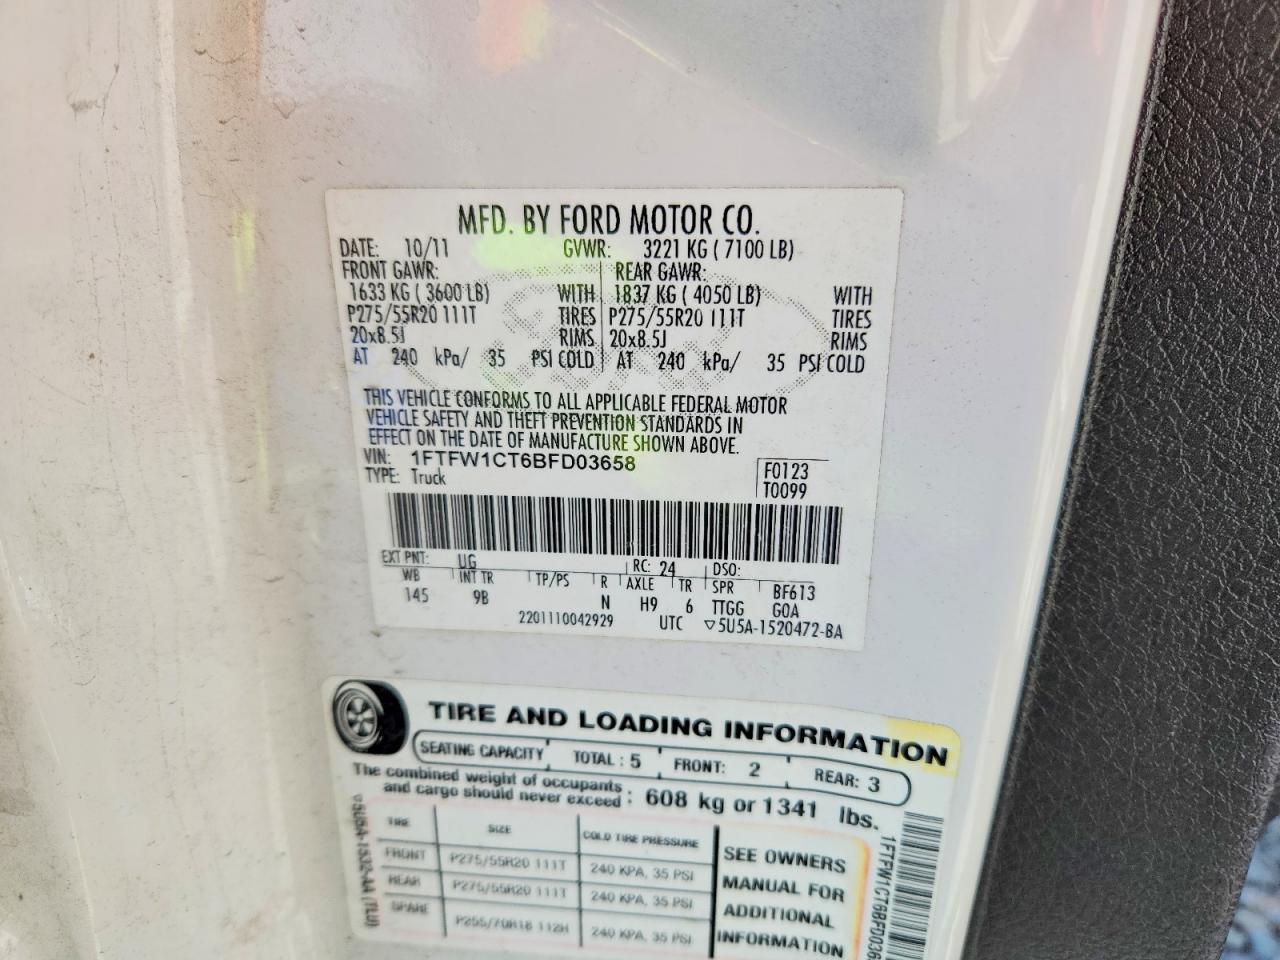 MFD. BY FORD MOTOR CO.
DATE: 10/11 GVWR: 3221 KG ( 7100 LB)
FRONT GAWR: REAR GAWR:
1633 KG ( 3600 LB) WITH 1837 KG ( 4050 LB) WITH
P275/55R20 111T TIRES P275/55R20 111T TIRES
20x8.5J RIMS 20x8.5J RIMS
AT 240 kPa/ 35 PSI COLD AT 240 kPa/ 35 PSI COLD
THIS VEHICLE CONFORMS TO ALL APPLICABLE FEDERAL MOTOR
VEHICLE SAFETY AND THEFT PREVENTION STANDARDS IN
EFFECT ON THE DATE OF MANUFACTURE SHOWN ABOVE.
VIN: 1FTFW1CT6BFD03658 F0123
TYPE: Truck T0099
EXT PNT: UG RC: 24 DSO:
WB INT TR TP/PS R AXLE TR SPR BF613
145 9B N H9 6 TTGG GOA
2201110042929 UTC ▽5U5A-1520472-BA
TIRE AND LOADING INFORMATION
SEATING CAPACITY TOTAL : 5 FRONT: 2 REAR: 3
The combined weight of occupants
and cargo should never exceed : 608 kg or 1341 lbs.
TIRE SIZE COLD TIRE PRESSURE SEE OWNERS
FRONT P275/55R20 111T 240 KPA, 35 PSI MANUAL FOR
REAR P275/55R20 111T 240 KPA, 35 PSI ADDITIONAL
SPARE P255/70R18 112H 240 KPA, 35 PSI INFORMATION
1FTFW1CT6BFD036